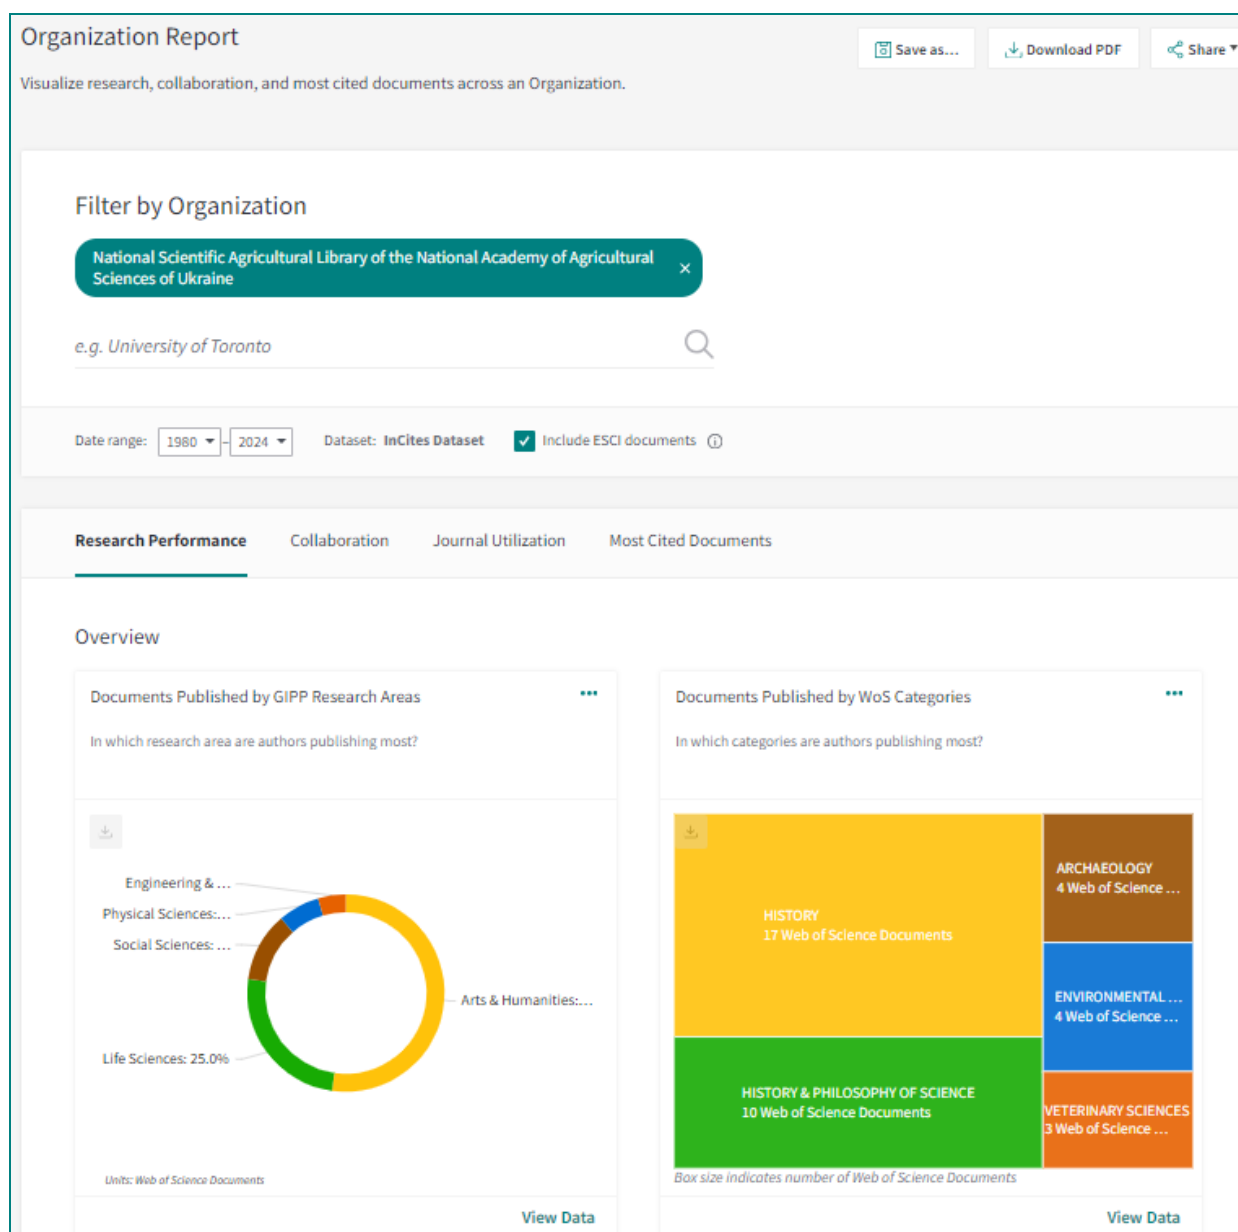 Organization Report
Save as...
Download PDF
Share
Visualize research, collaboration, and most cited documents across an Organization.
Filter by Organization
National Scientific Agricultural Library of the National Academy of Agricultural
Sciences of Ukraine
e.g. University of Toronto
Date range: 1980 – 2024 Dataset: InCites Dataset Include ESCI documents
Research Performance Collaboration Journal Utilization Most Cited Documents
Overview
Documents Published by GIPP Research Areas
In which research area are authors publishing most?
Engineering & ...
Physical Sciences:...
Social Sciences: ...
Arts & Humanities:...
Life Sciences: 25.0%
Units: Web of Science Documents
View Data
Documents Published by WoS Categories
In which categories are authors publishing most?
HISTORY
17 Web of Science Documents
ARCHAEOLOGY
4 Web of Science ...
ENVIRONMENTAL ...
4 Web of Science ...
HISTORY & PHILOSOPHY OF SCIENCE
10 Web of Science Documents
VETERINARY SCIENCES
3 Web of Science ...
Box size indicates number of Web of Science Documents
View Data